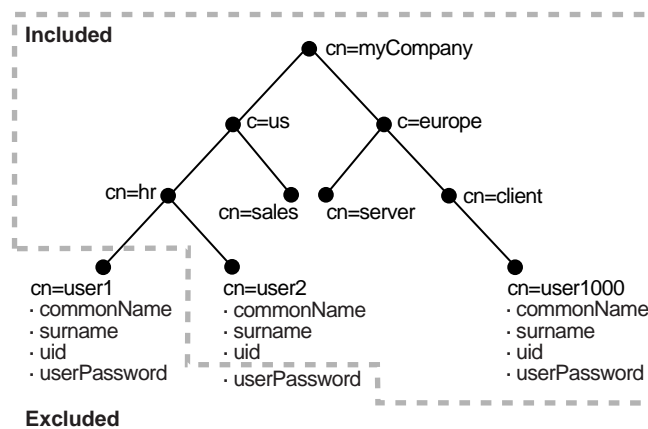 Included
cn=myCompany
c=us
c=europe
cn=hr
cn=sales
cn=server
cn=client
cn=user1
· commonName
· surname
· uid
· userPassword
cn=user2
· commonName
· surname
· uid
· userPassword
cn=user1000
· commonName
· surname
· uid
· userPassword
Excluded